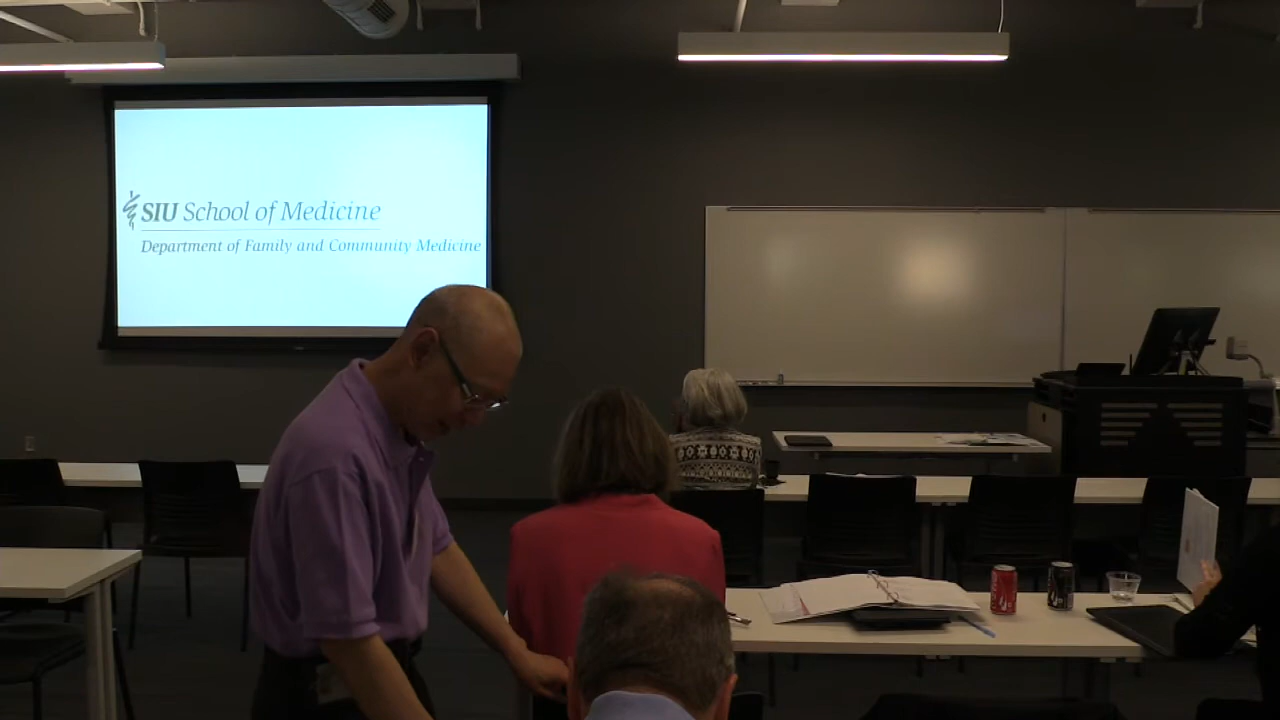 SIU School of Medicine
Department of Family and Community Medicine